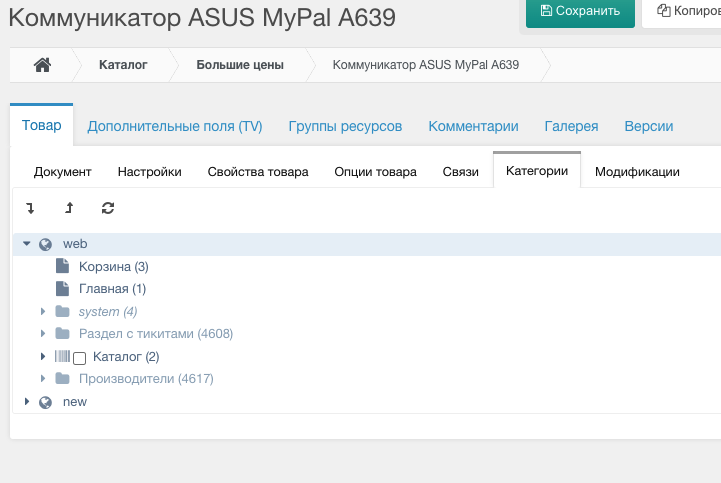 Коммуникатор ASUS MyPal A639
Сохранить
Копиров
Каталог Большие цены Коммуникатор ASUS MyPal A639
Товар Дополнительные поля (TV) Группы ресурсов Комментарии Галерея Версии
Документ Настройки Свойства товара Опции товара Связи Категории Модификации
web
Корзина (3)
Главная (1)
system (4)
Раздел с тикитами (4608)
Каталог (2)
Производители (4617)
new